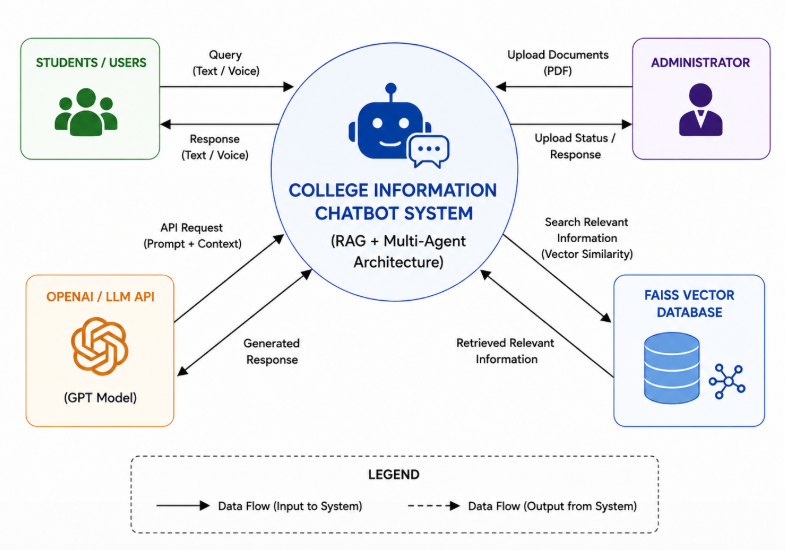 STUDENTS / USERS
Query
(Text / Voice)
Response
(Text / Voice)
COLLEGE INFORMATION
CHATBOT SYSTEM
(RAG + Multi-Agent
Architecture)
Upload Documents
(PDF)
Upload Status /
Response
ADMINISTRATOR
API Request
(Prompt + Context)
OPENAI / LLM API
(GPT Model)
Generated
Response
Search Relevant
Information
(Vector Similarity)
Retrieved Relevant
Information
FAISS VECTOR
DATABASE
LEGEND
Data Flow (Input to System)
Data Flow (Output from System)